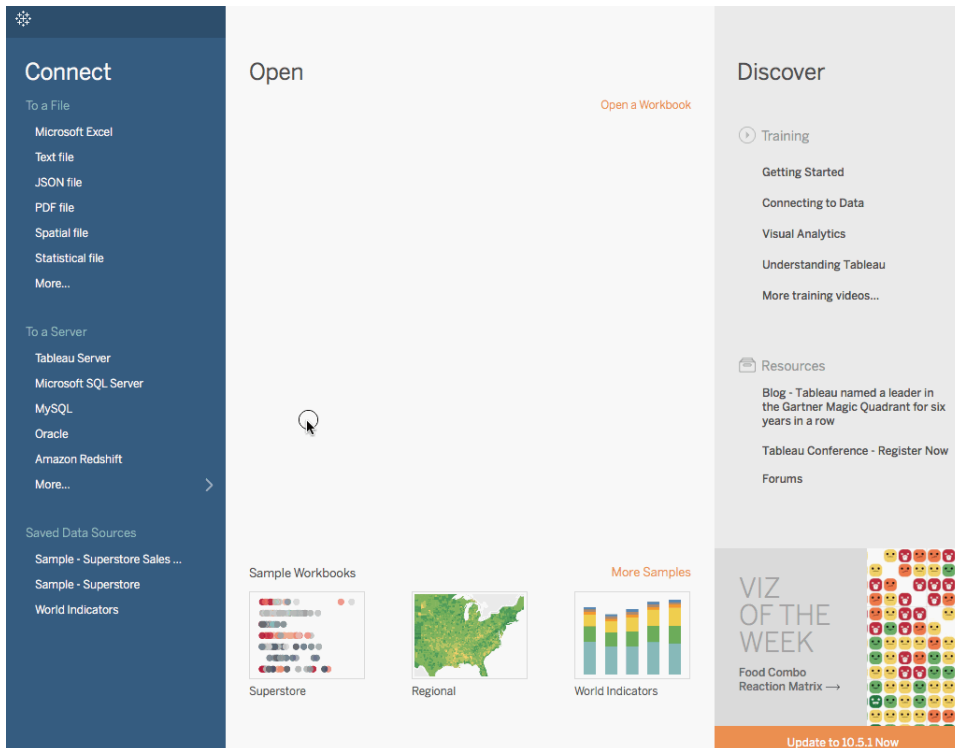 Connect
To a File
Microsoft Excel
Text file
JSON file
PDF file
Spatial file
Statistical file
More...
To a Server
Tableau Server
Microsoft SQL Server
MySQL
Oracle
Amazon Redshift
More...
Saved Data Sources
Sample - Superstore Sales ...
Sample - Superstore
World Indicators
Open
Open a Workbook
Sample Workbooks
More Samples
Superstore
Regional
World Indicators
Discover
Training
Getting Started
Connecting to Data
Visual Analytics
Understanding Tableau
More training videos...
Resources
Blog - Tableau named a leader in
the Gartner Magic Quadrant for six
years in a row
Tableau Conference - Register Now
Forums
VIZ
OF THE
WEEK
Food Combo
Reaction Matrix →
Update to 10.5.1 Now